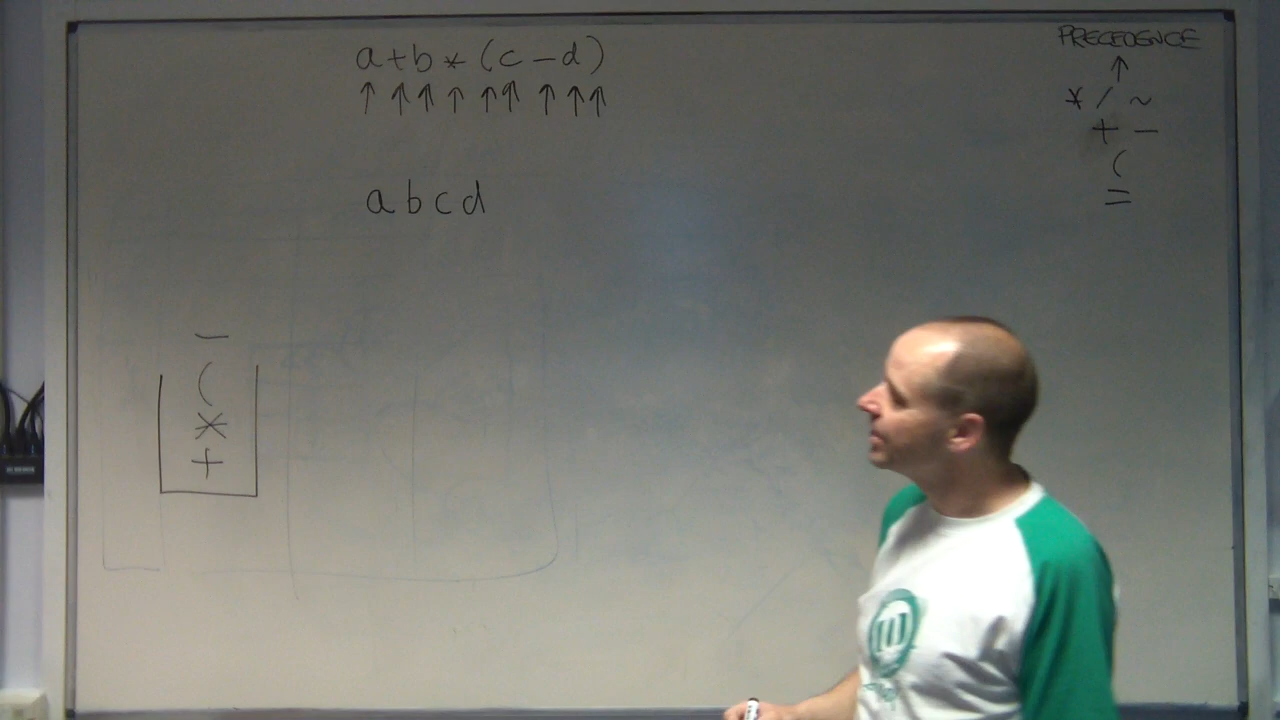 a+b*(c-d)
↑ ↑ ↑ ↑ ↑ ↑ ↑ ↑ ↑
abcd
-
(
*
+
PRECEDENCE
↑
* / ~
+ -
(
=